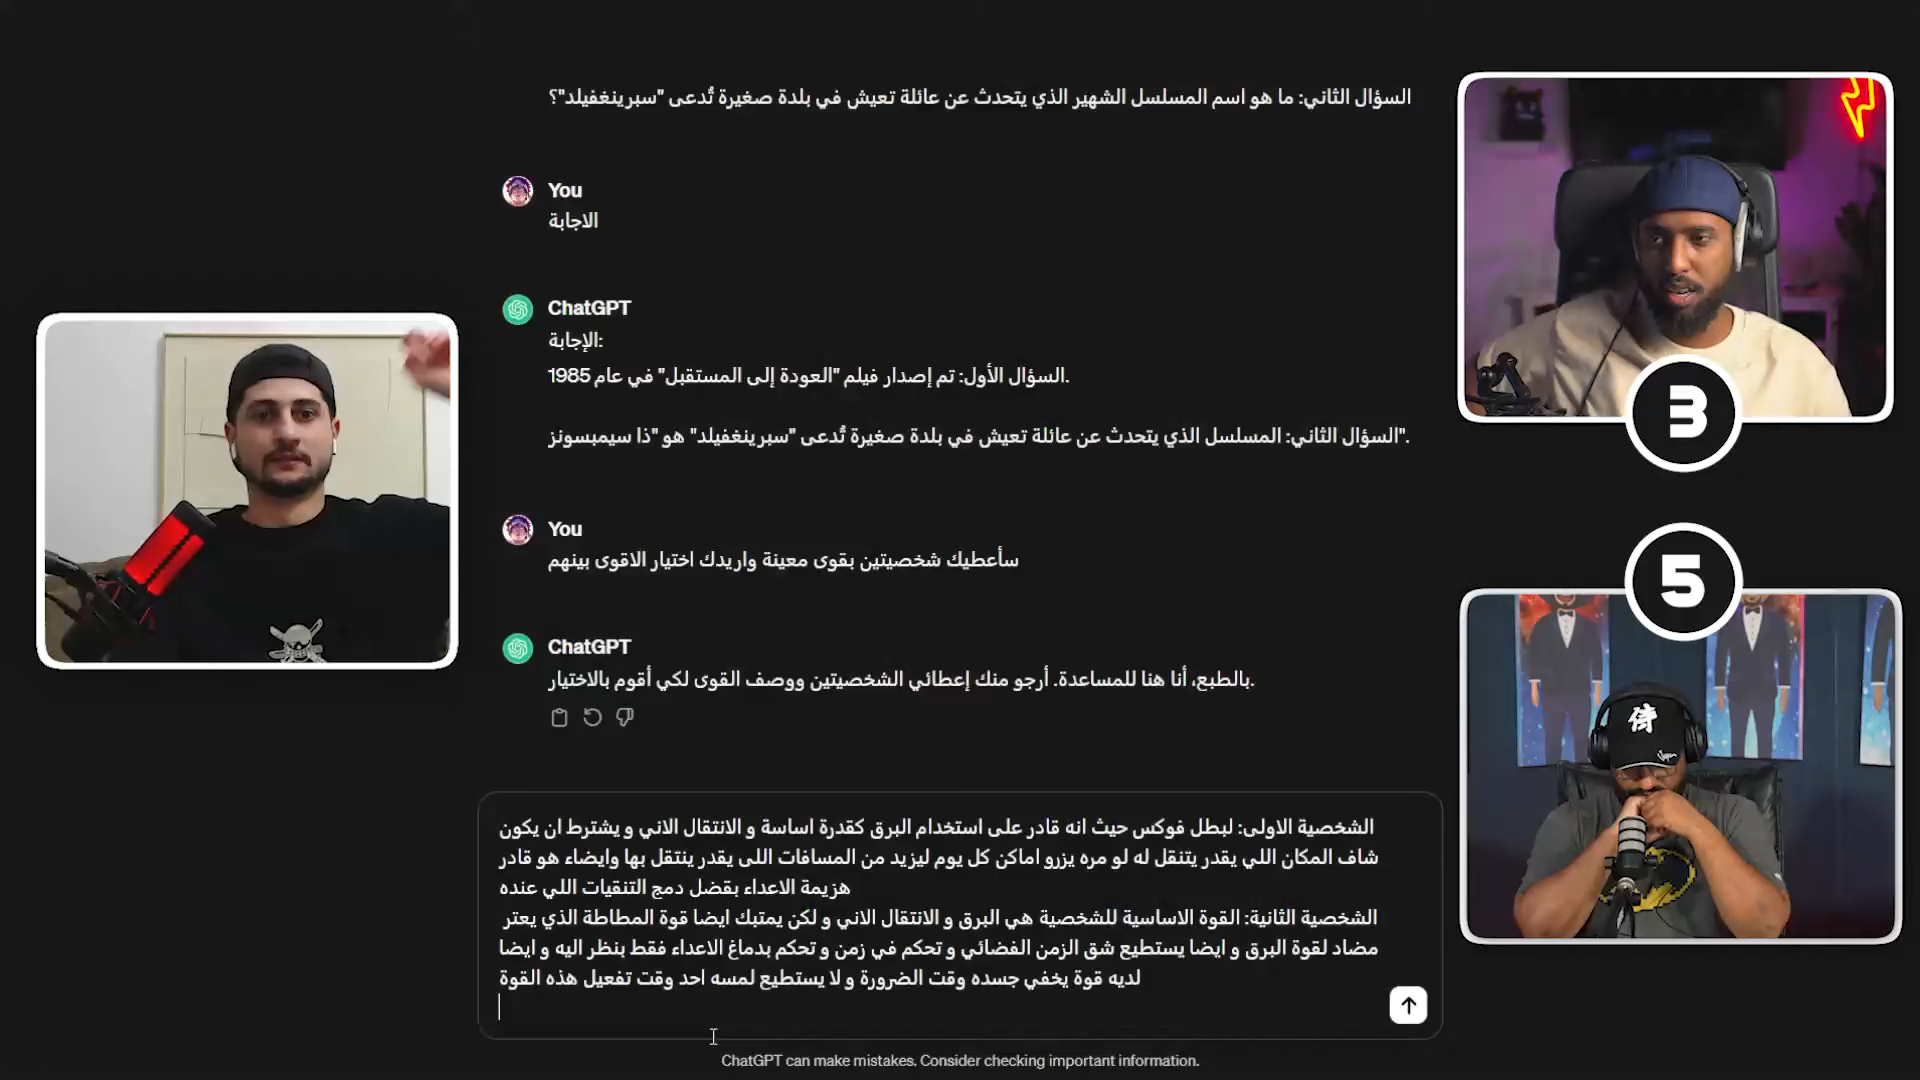 السؤال الثاني: ما هو اسم المسلسل الشهير الذي يتحدث عن عائلة تعيش في بلدة صغيرة تُدعى "سبرينغفيلد"؟
You
الاجابة
ChatGPT
الإجابة:
السؤال الأول: تم إصدار فيلم "العودة إلى المستقبل" في عام 1985.
السؤال الثاني: المسلسل الذي يتحدث عن عائلة تعيش في بلدة صغيرة تُدعى "سبرينغفيلد" هو "ذا سيمبسونز".
You
سأعطيك شخصيتين بقوى معينة واريدك اختيار الاقوى بينهم
ChatGPT
بالطبع، أنا هنا للمساعدة. أرجو منك إعطائي الشخصيتين ووصف القوى لكي أقوم بالاختيار.
الشخصية الاولى: لبطل فوكس حيث انه قادر على استخدام البرق كقدرة اساسة و الانتقال الاني و يشترط ان يكون
شاف المكان اللي يقدر يتنقل له لو مره يزرو اماكن كل يوم ليزيد من المسافات اللى يقدر ينتقل بها وايضاء هو قادر
هزيمة الاعداء بقضل دمج التنقيات اللي عنده
الشخصية الثانية: القوة الاساسية للشخصية هي البرق و الانتقال الاني و لكن يمتبك ايضا قوة المطاطة الذي يعتر
مضاد لقوة البرق و ايضا يستطيع شق الزمن الفضائي و تحكم في زمن و تحكم بدماغ الاعداء فقط بنظر اليه و ايضا
لديه قوة يخفي جسده وقت الضرورة و لا يستطيع لمسه احد وقت تفعيل هذه القوة
ChatGPT can make mistakes. Consider checking important information.
3
5
侍